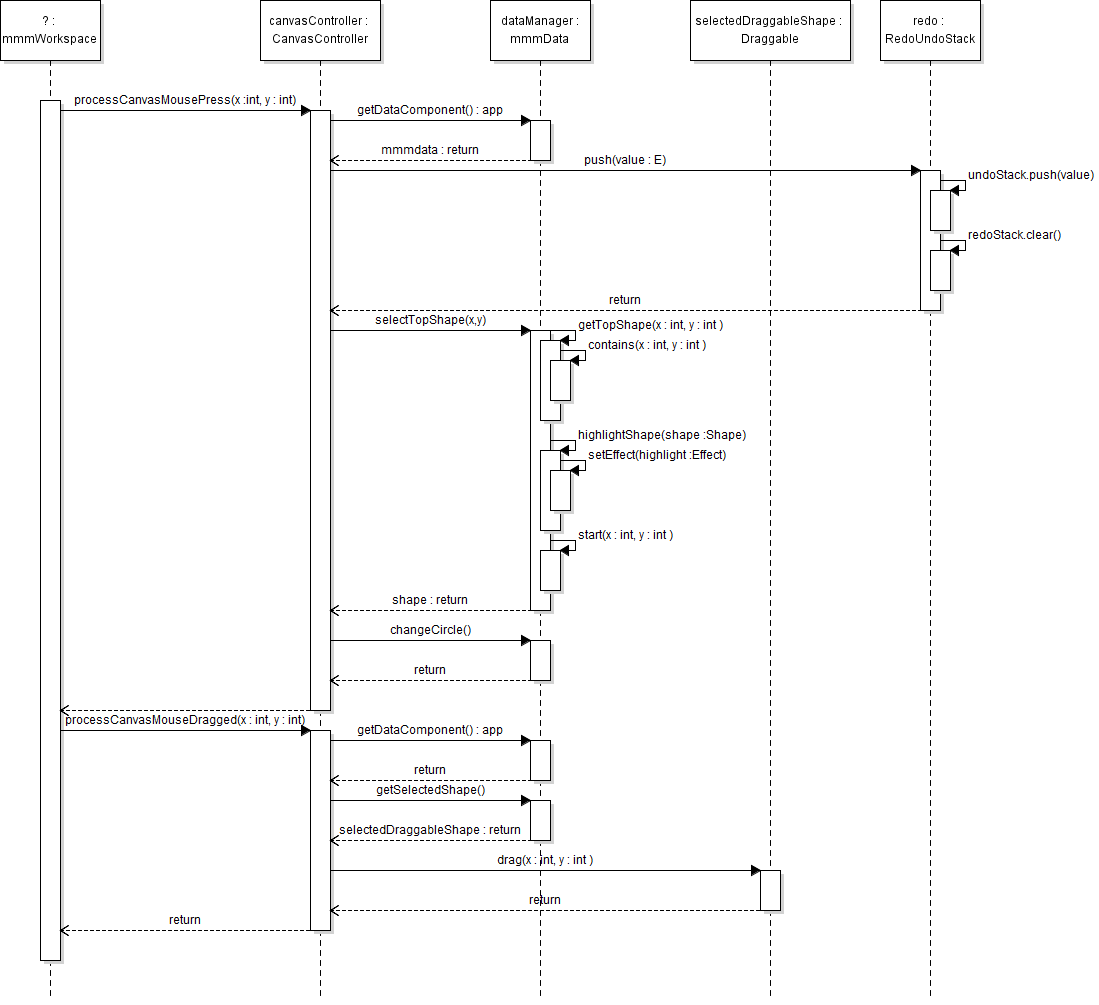 ? :
mmmWorkspace
canvasController :
CanvasController
dataManager :
mmmData
selectedDraggableShape :
Draggable
redo :
RedoUndoStack
processCanvasMousePress(x :int, y : int)
getDataComponent() : app
mmmdata : return
push(value : E)
undoStack.push(value)
redoStack.clear()
return
selectTopShape(x,y)
getTopShape(x : int, y : int )
contains(x : int, y : int )
highlightShape(shape :Shape)
setEffect(highlight :Effect)
start(x : int, y : int )
shape : return
changeCircle()
return
processCanvasMouseDragged(x : int, y : int)
getDataComponent() : app
return
getSelectedShape()
selectedDraggableShape : return
drag(x : int, y : int )
return
return